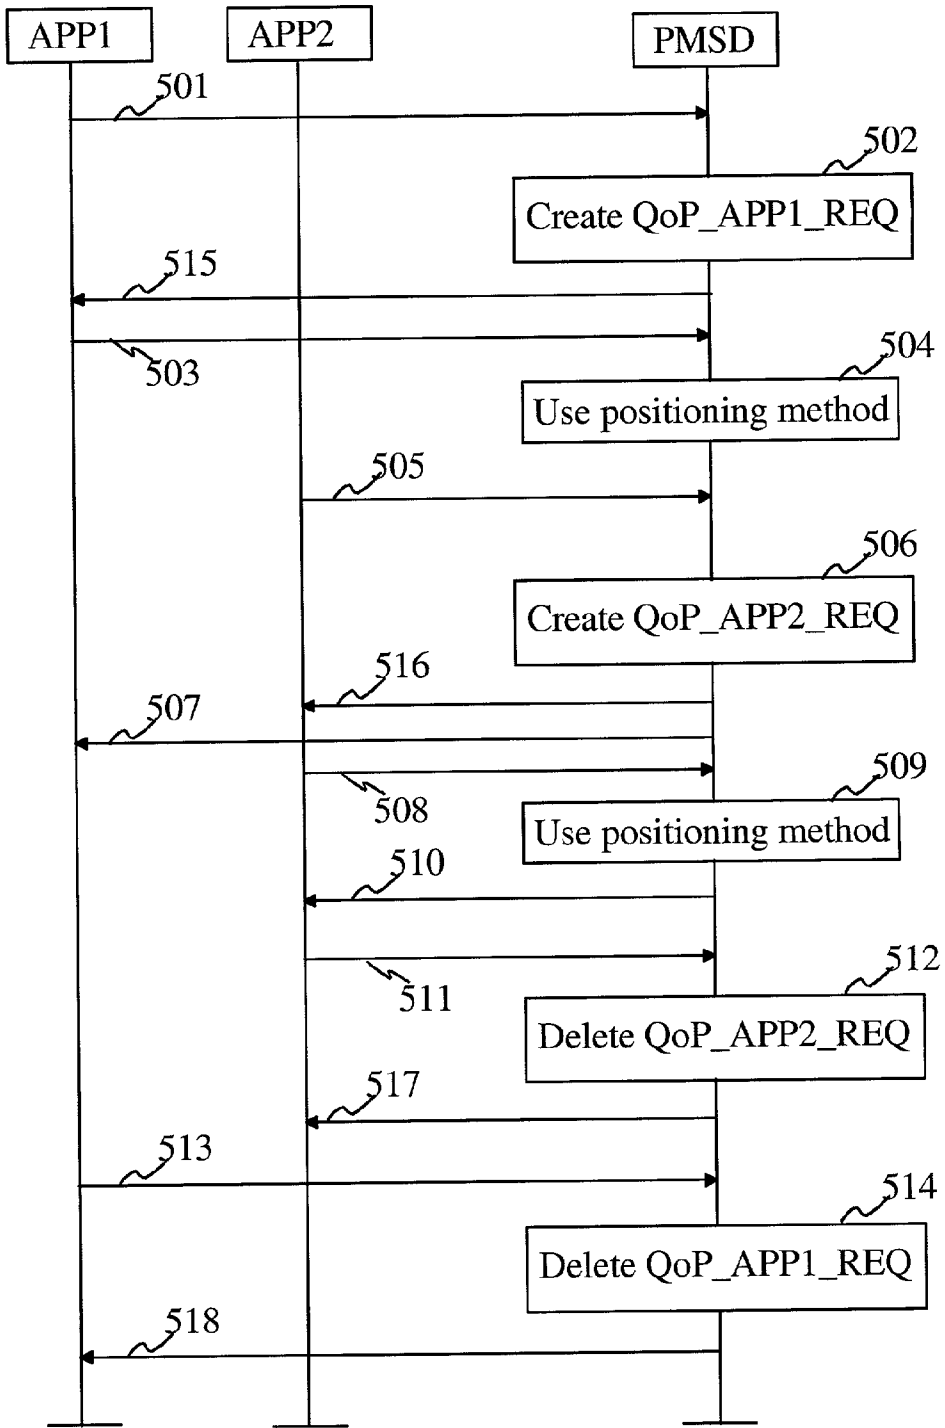 APP1
APP2
PMSD
501
502
Create QoP_APP1_REQ
515
503
504
Use positioning method
505
506
Create QoP_APP2_REQ
516
507
508
509
Use positioning method
510
511
512
Delete QoP_APP2_REQ
517
513
514
Delete QoP_APP1_REQ
518